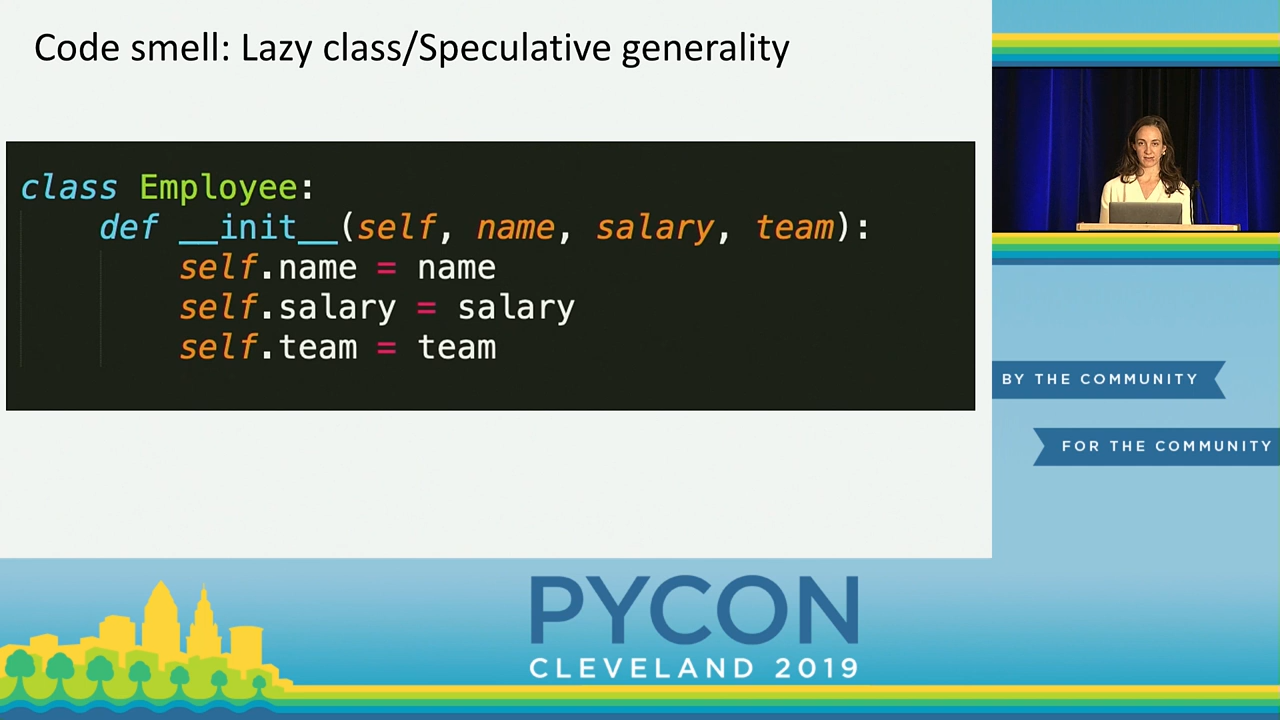 Code smell: Lazy class/Speculative generality
class Employee:
    def __init__(self, name, salary, team):
        self.name = name
        self.salary = salary
        self.team = team
BY THE COMMUNITY
FOR THE COMMUNITY
PYCON
CLEVELAND 2019